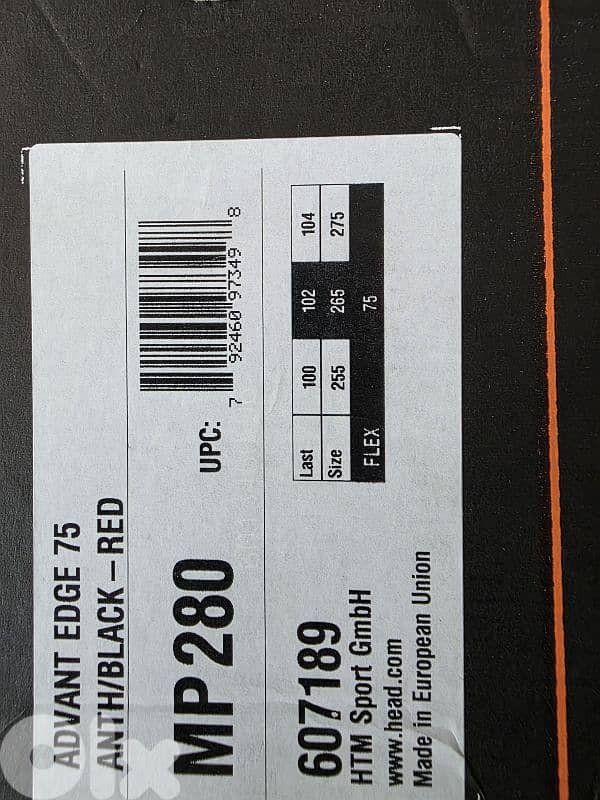 ADVANT EDGE 75
ANTH/BLACK – RED
MP 280
UPC:
7 92460 97349 8
607189
HTM Sport GmbH
www.head.com
Made in European Union
Last 100 102 104
Size 255 265 275
FLEX 75
olx